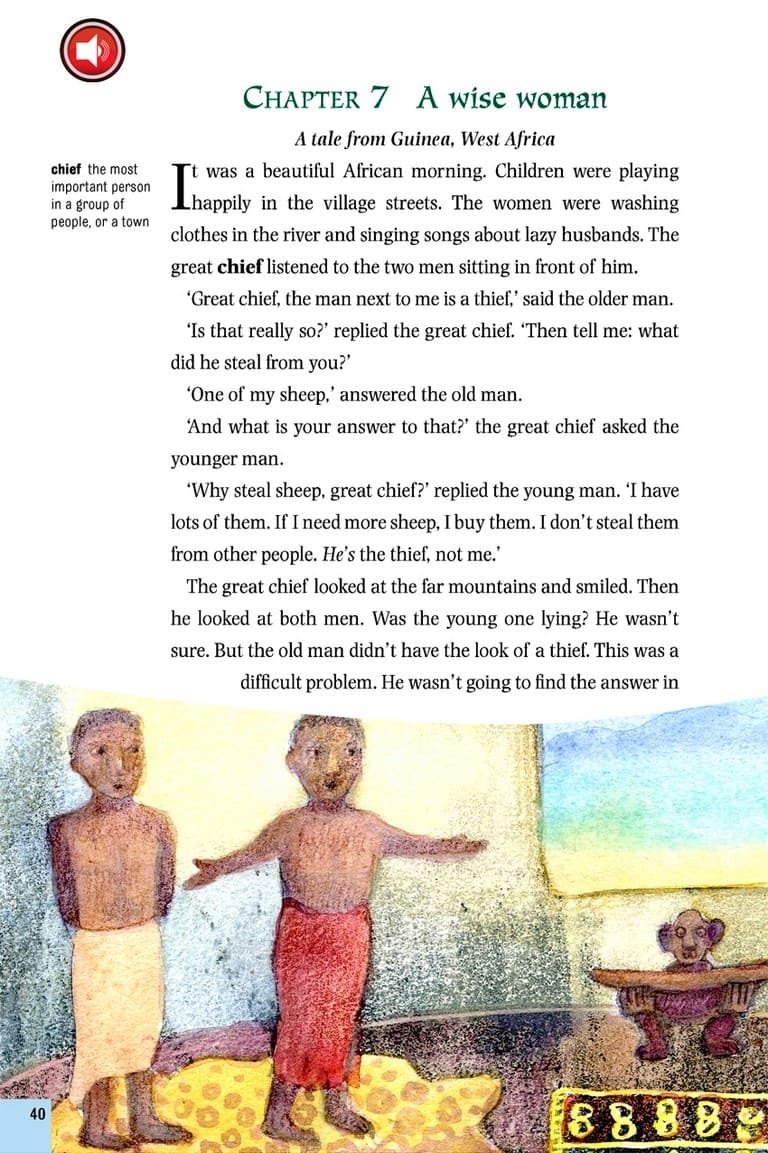 CHAPTER 7 A wise woman
A tale from Guinea, West Africa
chief the most
important person
in a group of
people, or a town
It was a beautiful African morning. Children were playing
happily in the village streets. The women were washing
clothes in the river and singing songs about lazy husbands. The
great chief listened to the two men sitting in front of him.
‘Great chief, the man next to me is a thief,’ said the older man.
‘Is that really so?’ replied the great chief. ‘Then tell me: what
did he steal from you?’
‘One of my sheep,’ answered the old man.
‘And what is your answer to that?’ the great chief asked the
younger man.
‘Why steal sheep, great chief?’ replied the young man. ‘I have
lots of them. If I need more sheep, I buy them. I don’t steal them
from other people. He’s the thief, not me.’
The great chief looked at the far mountains and smiled. Then
he looked at both men. Was the young one lying? He wasn’t
sure. But the old man didn’t have the look of a thief. This was a
difficult problem. He wasn’t going to find the answer in
40